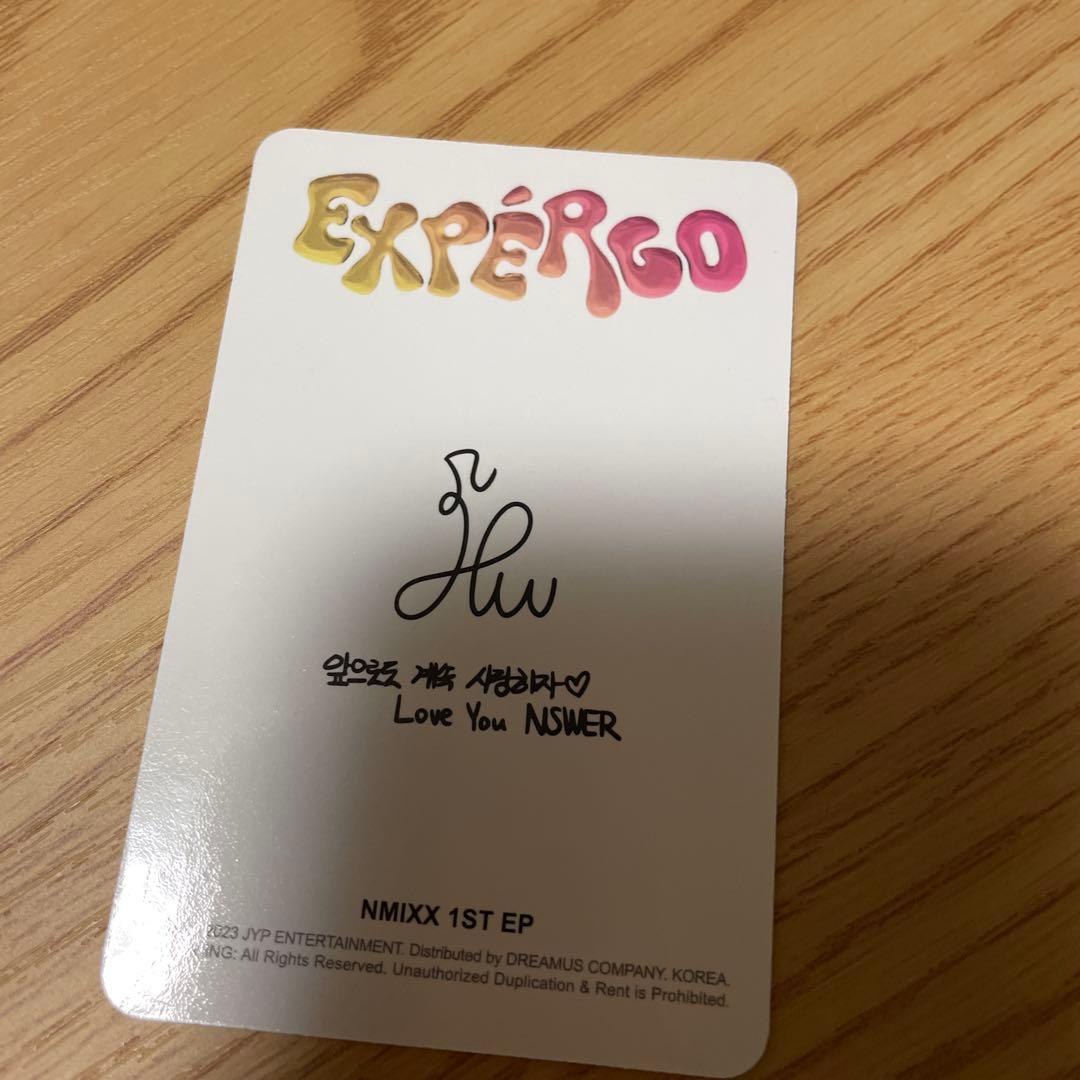 EXPÉRGO
앞으로도 계속 사랑하자♡
Love You NSWER
NMIXX 1ST EP
2023 JYP ENTERTAINMENT. Distributed by DREAMUS COMPANY. KOREA.
ING: All Rights Reserved. Unauthorized Duplication & Rent is Prohibited.